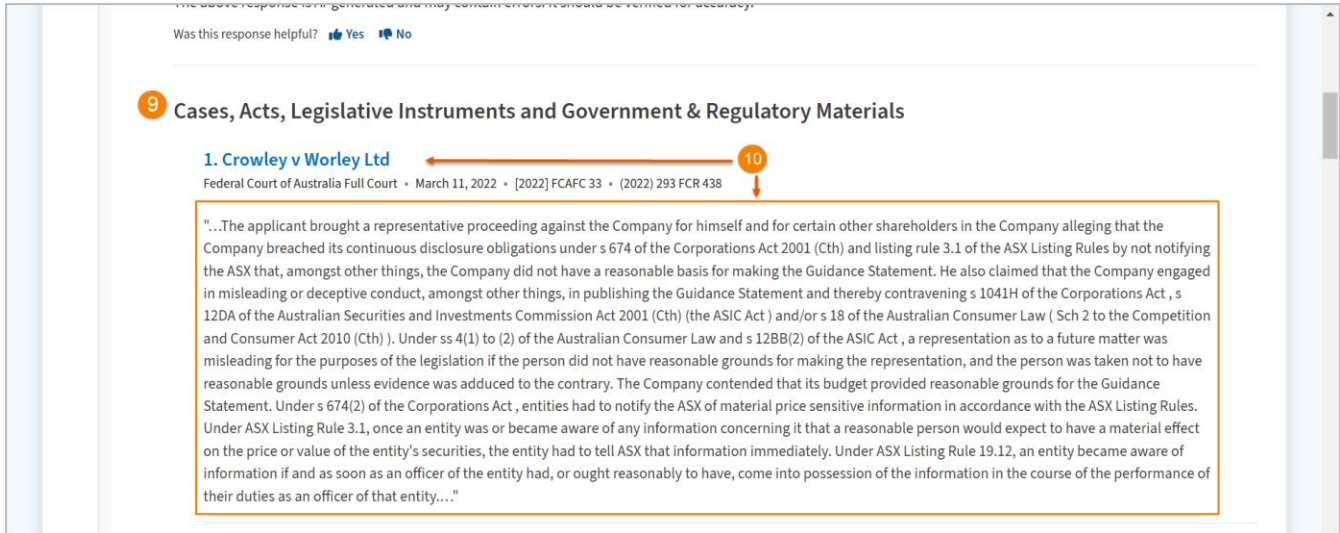 The above response is AI-generated and may contain errors. It should be verified for accuracy.
Was this response helpful? Yes No
9 Cases, Acts, Legislative Instruments and Government & Regulatory Materials
1. Crowley v Worley Ltd 10
Federal Court of Australia Full Court • March 11, 2022 • [2022] FCAFC 33 • (2022) 293 FCR 438
"…The applicant brought a representative proceeding against the Company for himself and for certain other shareholders in the Company alleging that the
Company breached its continuous disclosure obligations under s 674 of the Corporations Act 2001 (Cth) and listing rule 3.1 of the ASX Listing Rules by not notifying
the ASX that, amongst other things, the Company did not have a reasonable basis for making the Guidance Statement. He also claimed that the Company engaged
in misleading or deceptive conduct, amongst other things, in publishing the Guidance Statement and thereby contravening s 1041H of the Corporations Act , s
12DA of the Australian Securities and Investments Commission Act 2001 (Cth) (the ASIC Act ) and/or s 18 of the Australian Consumer Law ( Sch 2 to the Competition
and Consumer Act 2010 (Cth) ). Under ss 4(1) to (2) of the Australian Consumer Law and s 12BB(2) of the ASIC Act , a representation as to a future matter was
misleading for the purposes of the legislation if the person did not have reasonable grounds for making the representation, and the person was taken not to have
reasonable grounds unless evidence was adduced to the contrary. The Company contended that its budget provided reasonable grounds for the Guidance
Statement. Under s 674(2) of the Corporations Act , entities had to notify the ASX of material price sensitive information in accordance with the ASX Listing Rules.
Under ASX Listing Rule 3.1, once an entity was or became aware of any information concerning it that a reasonable person would expect to have a material effect
on the price or value of the entity's securities, the entity had to tell ASX that information immediately. Under ASX Listing Rule 19.12, an entity became aware of
information if and as soon as an officer of the entity had, or ought reasonably to have, come into possession of the information in the course of the performance of
their duties as an officer of that entity.…"